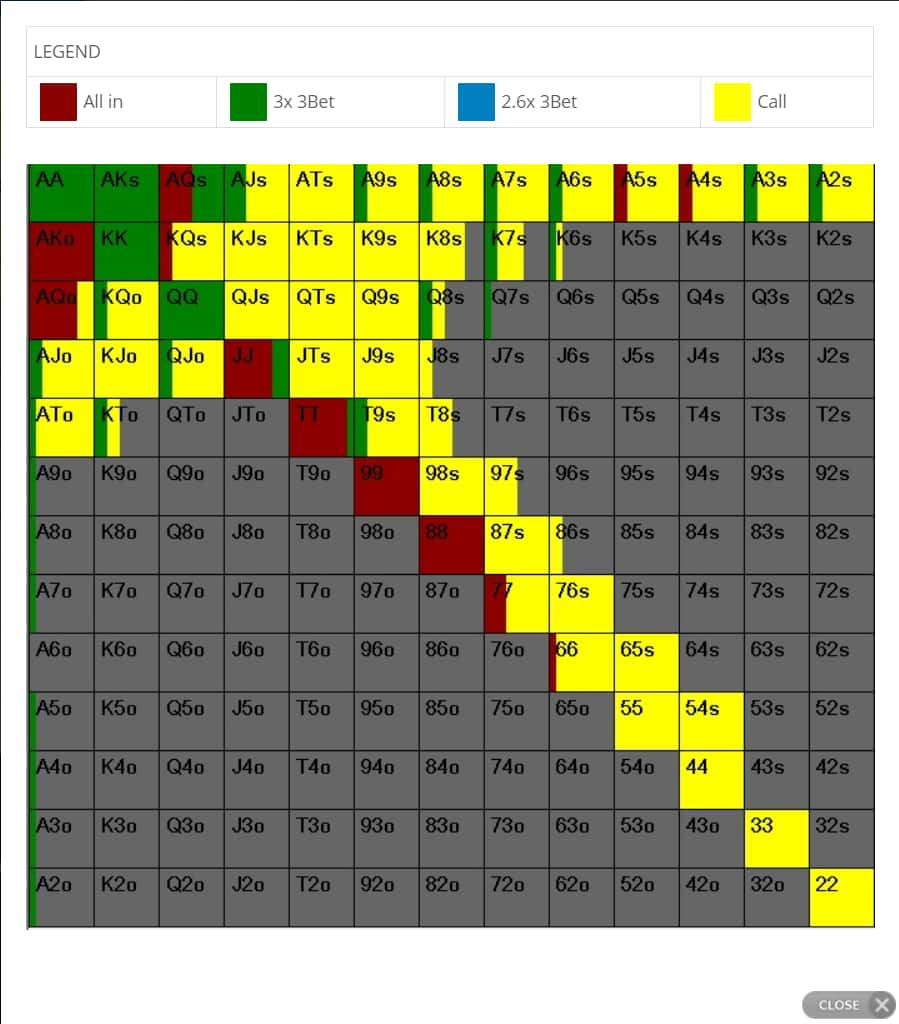 LEGEND
All in 3x 3Bet 2.6x 3Bet Call
AA AKs AQs AJs ATs A9s A8s A7s A6s A5s A4s A3s A2s
AKo KK KQs KJs KTs K9s K8s K7s K6s K5s K4s K3s K2s
AQo KQo QQ QJs QTs Q9s Q8s Q7s Q6s Q5s Q4s Q3s Q2s
AJo KJo QJo JJ JTs J9s J8s J7s J6s J5s J4s J3s J2s
ATo KTo QTo JTo TT T9s T8s T7s T6s T5s T4s T3s T2s
A9o K9o Q9o J9o T9o 99 98s 97s 96s 95s 94s 93s 92s
A8o K8o Q8o J8o T8o 98o 88 87s 86s 85s 84s 83s 82s
A7o K7o Q7o J7o T7o 97o 87o 77 76s 75s 74s 73s 72s
A6o K6o Q6o J6o T6o 96o 86o 76o 66 65s 64s 63s 62s
A5o K5o Q5o J5o T5o 95o 85o 75o 65o 55 54s 53s 52s
A4o K4o Q4o J4o T4o 94o 84o 74o 64o 54o 44 43s 42s
A3o K3o Q3o J3o T3o 93o 83o 73o 63o 53o 43o 33 32s
A2o K2o Q2o J2o T2o 92o 82o 72o 62o 52o 42o 32o 22
CLOSE